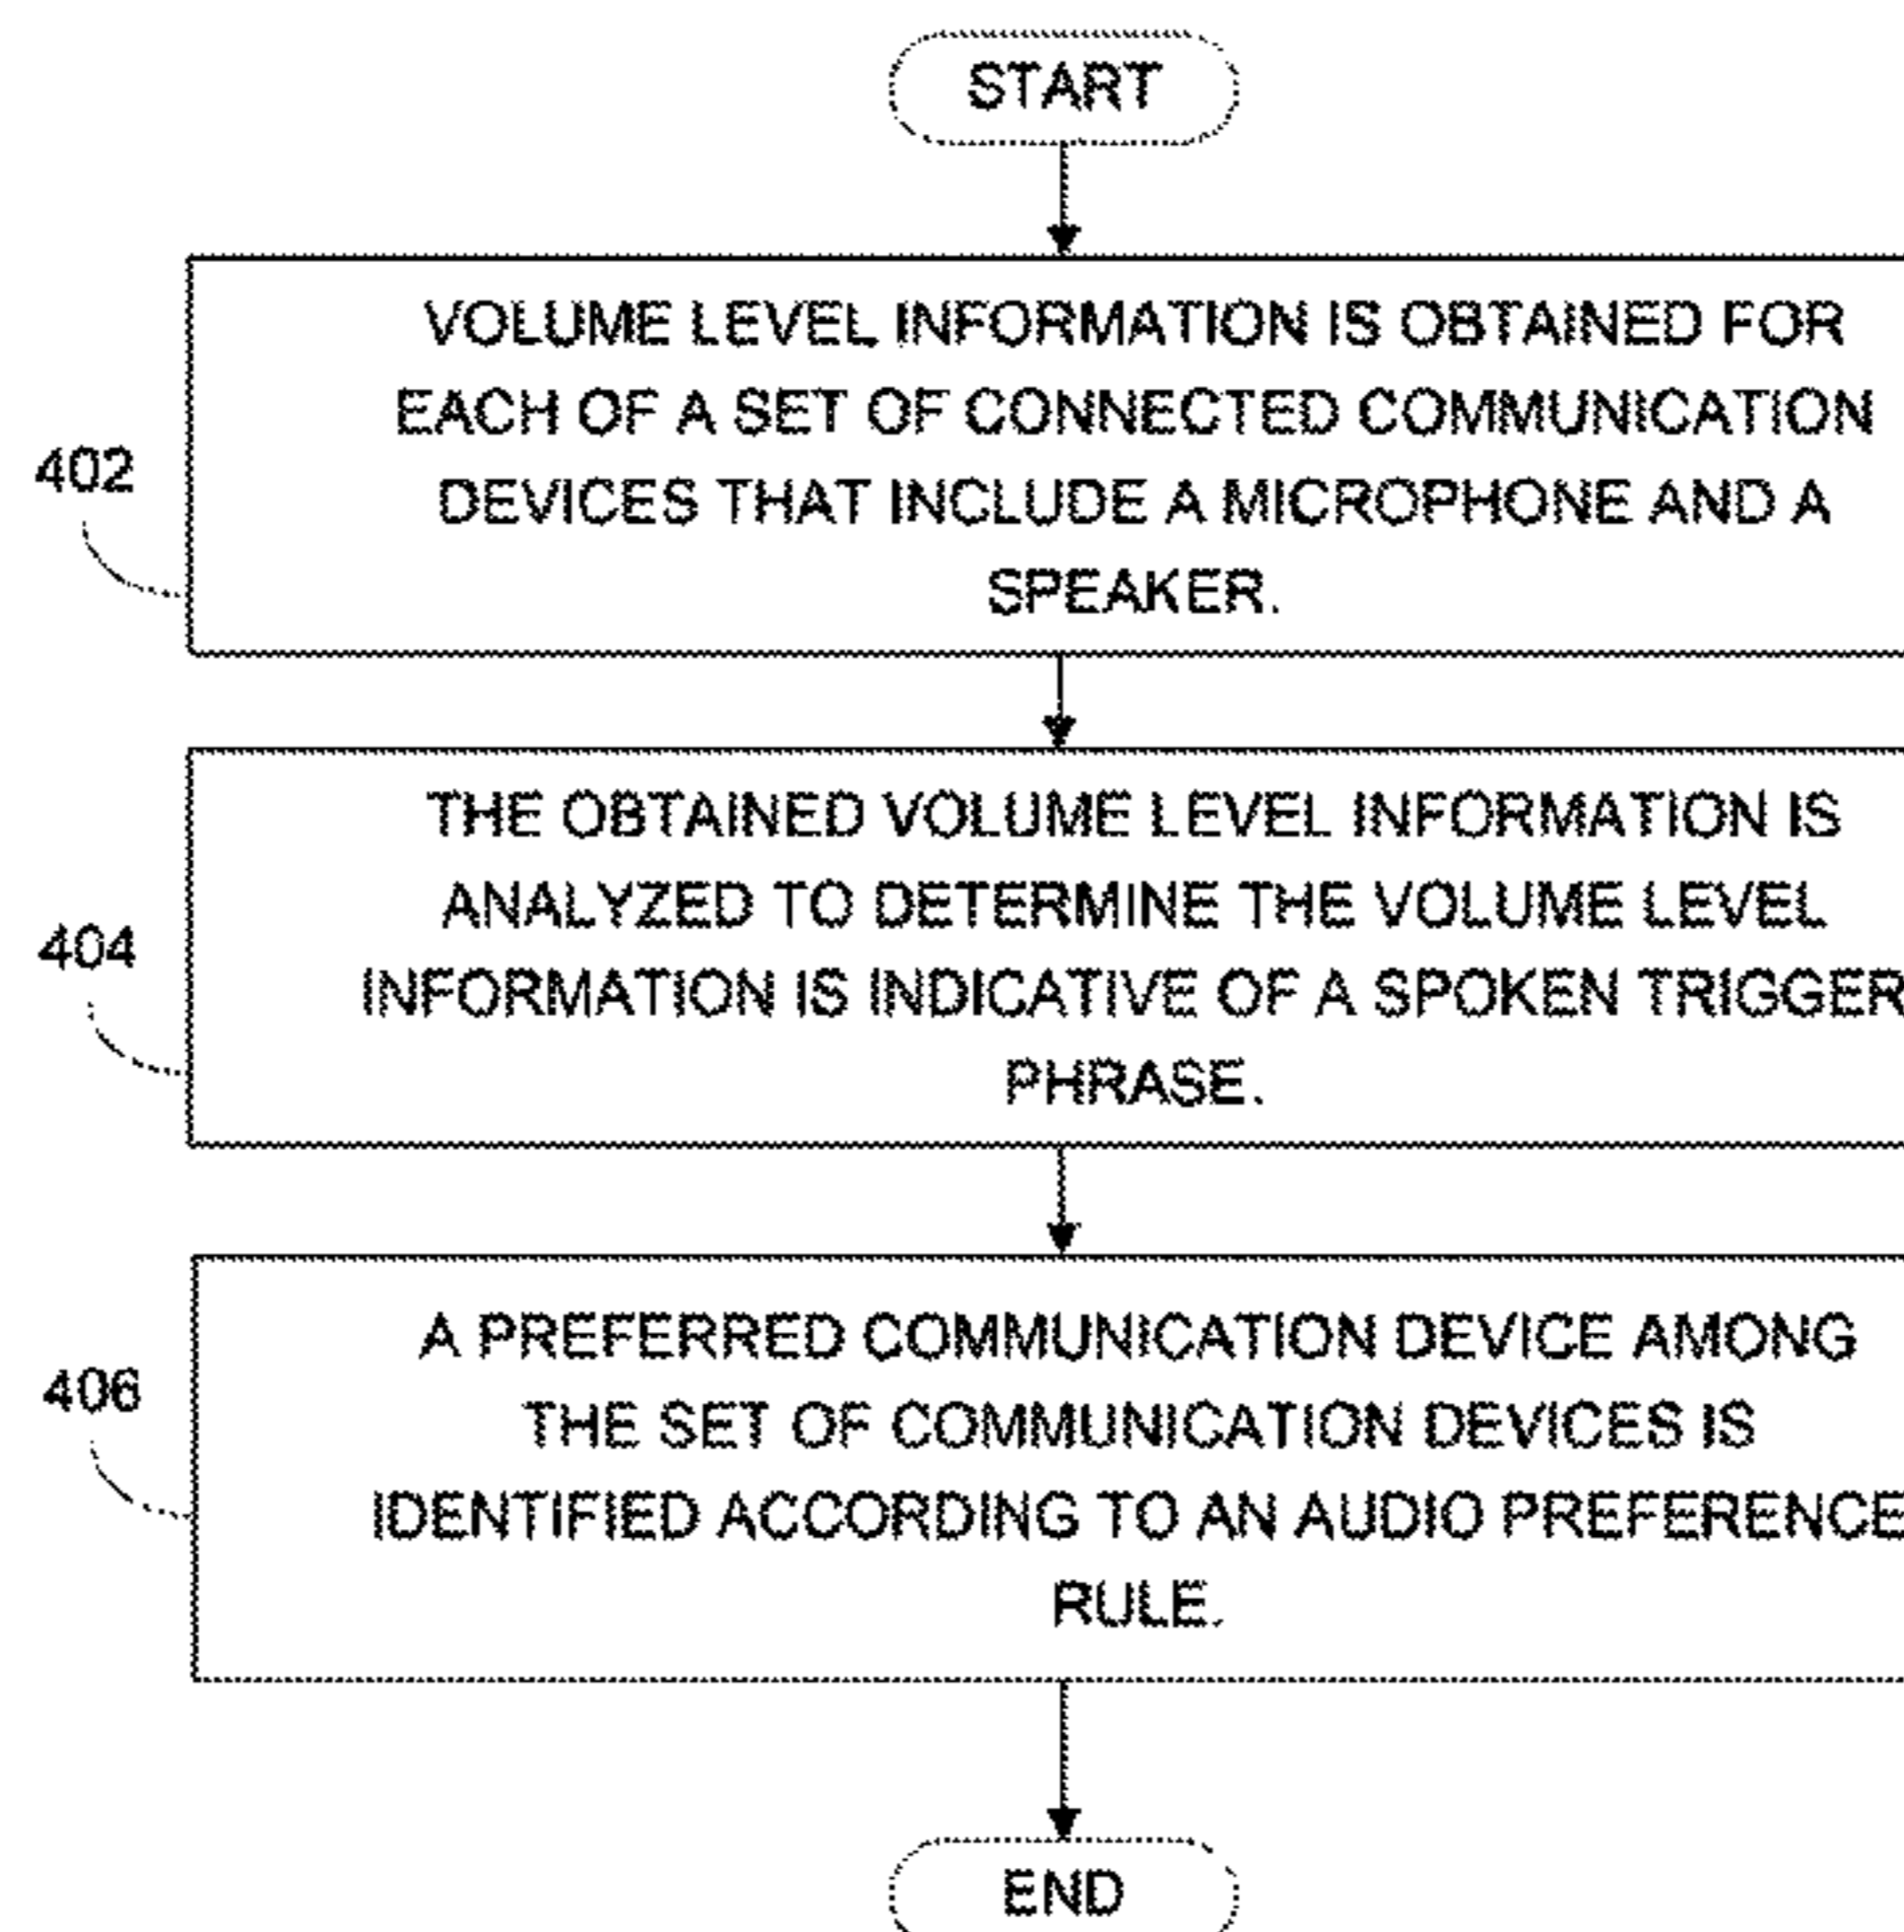 START
VOLUME LEVEL INFORMATION IS OBTAINED FOR
EACH OF A SET OF CONNECTED COMMUNICATION
DEVICES THAT INCLUDE A MICROPHONE AND A
SPEAKER.
402
THE OBTAINED VOLUME LEVEL INFORMATION IS
ANALYZED TO DETERMINE THE VOLUME LEVEL
INFORMATION IS INDICATIVE OF A SPOKEN TRIGGER
PHRASE.
404
A PREFERRED COMMUNICATION DEVICE AMONG
THE SET OF COMMUNICATION DEVICES IS
IDENTIFIED ACCORDING TO AN AUDIO PREFERENCE
RULE.
406
END